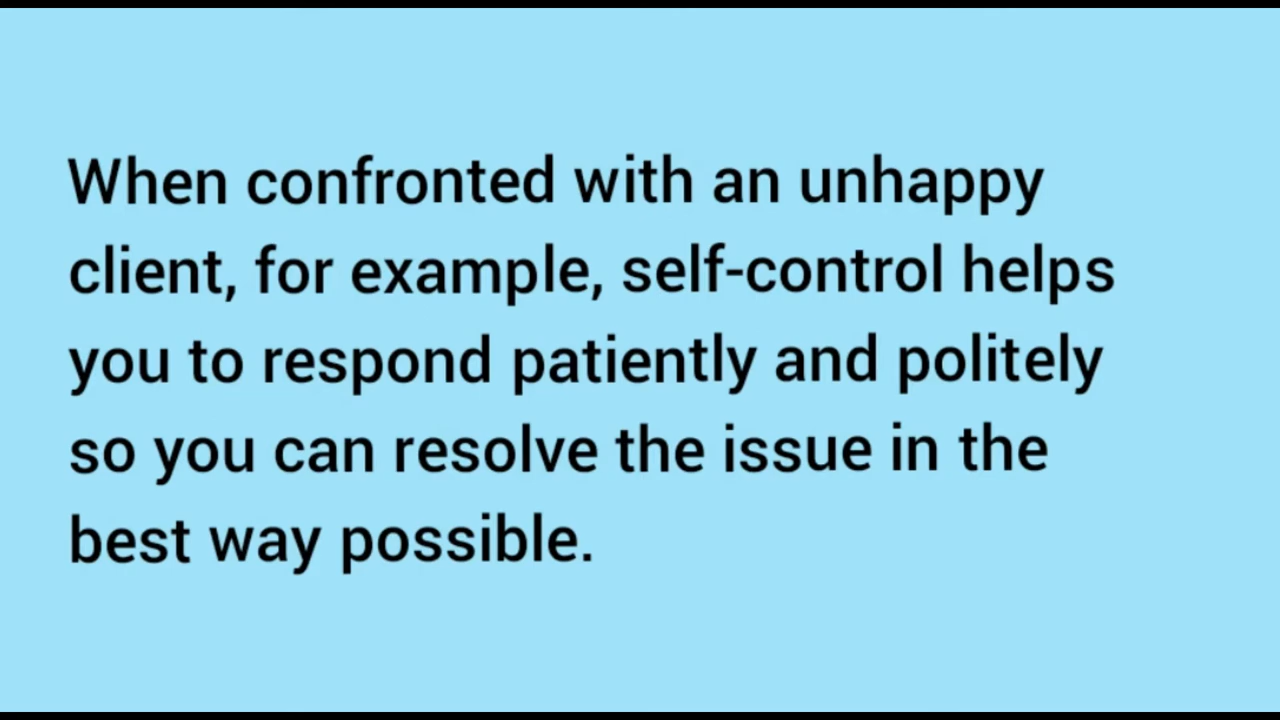 When confronted with an unhappy
client, for example, self-control helps
you to respond patiently and politely
so you can resolve the issue in the
best way possible.